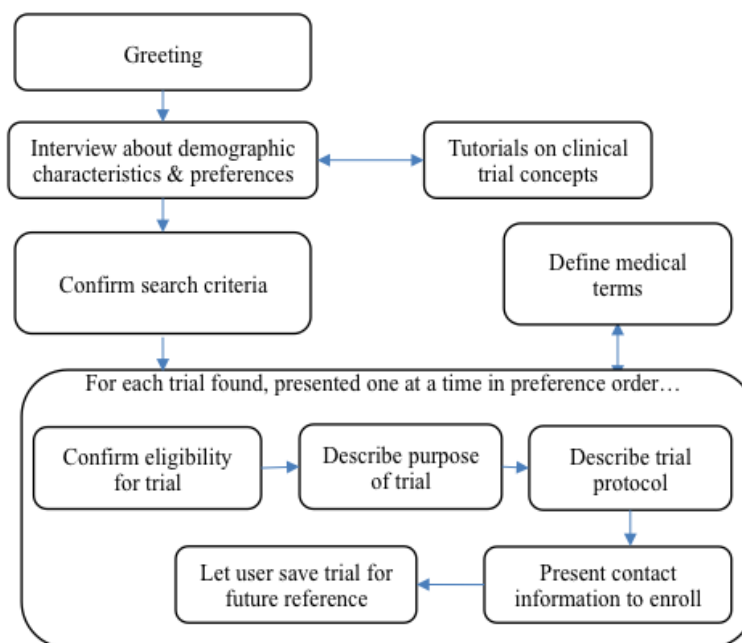 Greeting
Interview about demographic
characteristics & preferences
Tutorials on clinical
trial concepts
Confirm search criteria
Define medical
terms
For each trial found, presented one at a time in preference order…
Confirm eligibility
for trial
Describe purpose
of trial
Describe trial
protocol
Present contact
information to enroll
Let user save trial for
future reference